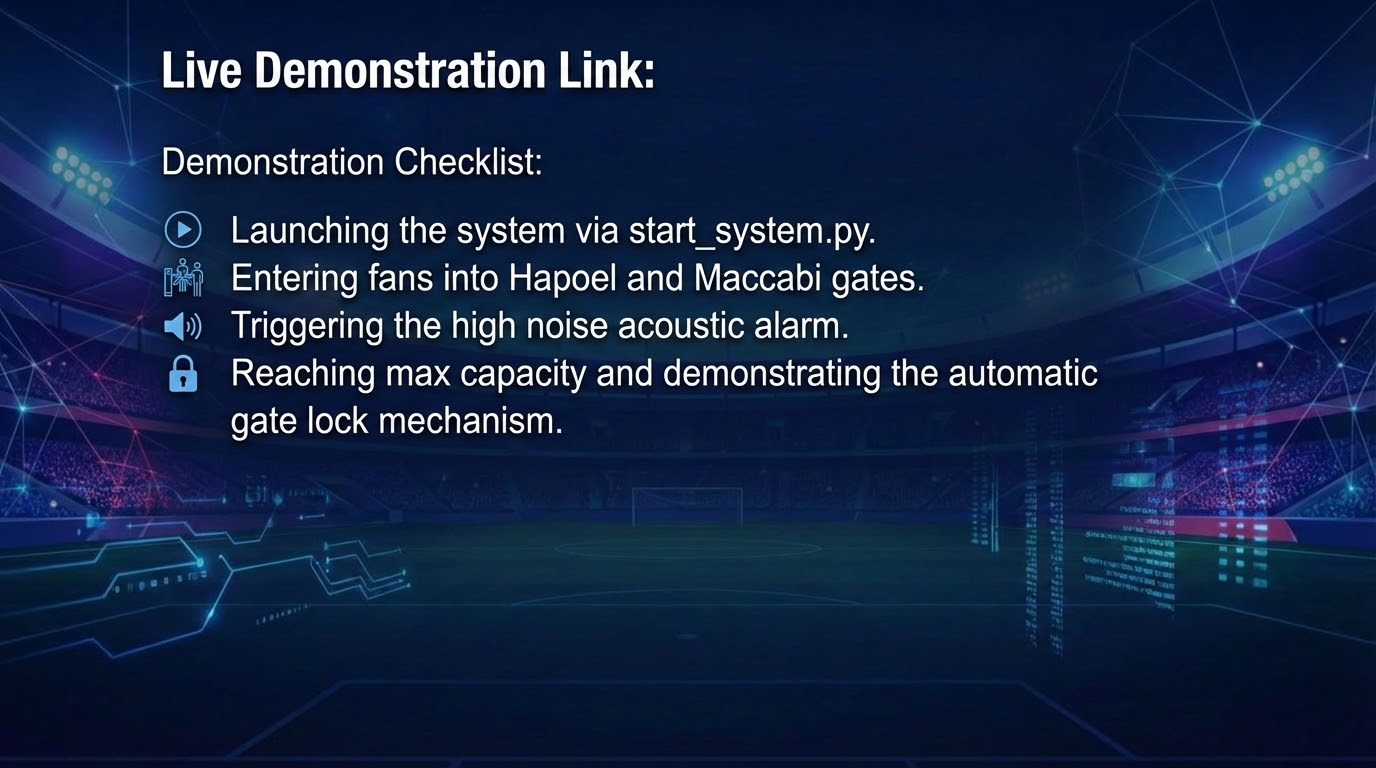 Live Demonstration Link:
Demonstration Checklist:
Launching the system via start_system.py.
Entering fans into Hapoel and Maccabi gates.
Triggering the high noise acoustic alarm.
Reaching max capacity and demonstrating the automatic
gate lock mechanism.